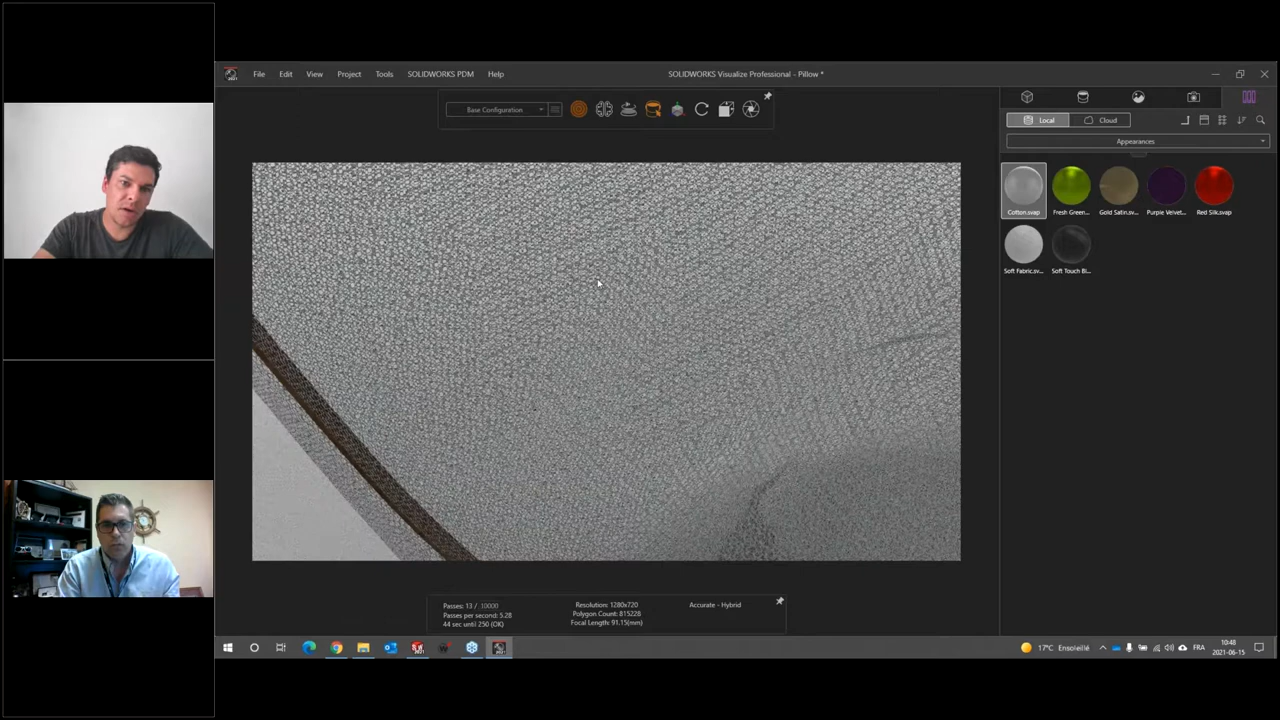 File Edit View Project Tools SOLIDWORKS PDM Help
SOLIDWORKS Visualize Professional - Pillow *
2021
Base Configuration
Local
Cloud
Appearances
Cotton.svap
Fresh Green...
Gold Satin.sv...
Purple Velvet...
Red Silk.svap
Soft Fabric.sv...
Soft Touch Bl...
Passes: 13 / 10000
Passes per second: 5.28
44 sec until 250 (OK)
Resolution: 1280x720
Polygon Count: 815228
Focal Length: 91.15(mm)
Accurate - Hybrid
17°C Ensoleillé
FRA
10:48
2021-06-15